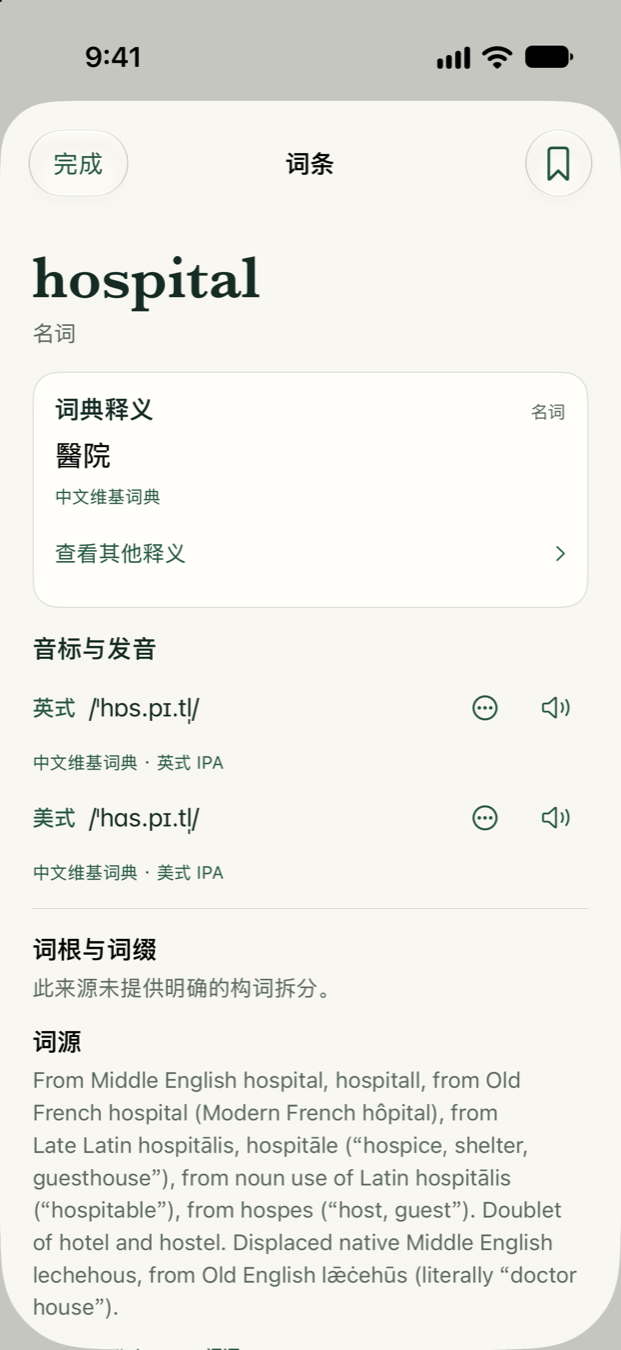 9:41
完成
词条
hospital
名词
词典释义
名词
醫院
中文维基词典
查看其他释义
音标与发音
英式 /ˈhɒs.pɪ.tl̩/
中文维基词典 · 英式 IPA
美式 /ˈhɑs.pɪ.tl̩/
中文维基词典 · 美式 IPA
词根与词缀
此来源未提供明确的构词拆分。
词源
From Middle English hospital, hospitall, from Old
French hospital (Modern French hôpital), from
Late Latin hospitālis, hospitāle (“hospice, shelter,
guesthouse”), from noun use of Latin hospitālis
(“hospitable”), from hospes (“host, guest”). Doublet
of hotel and hostel. Displaced native Middle English
lechehous, from Old English lǣċehūs (literally “doctor
house”).